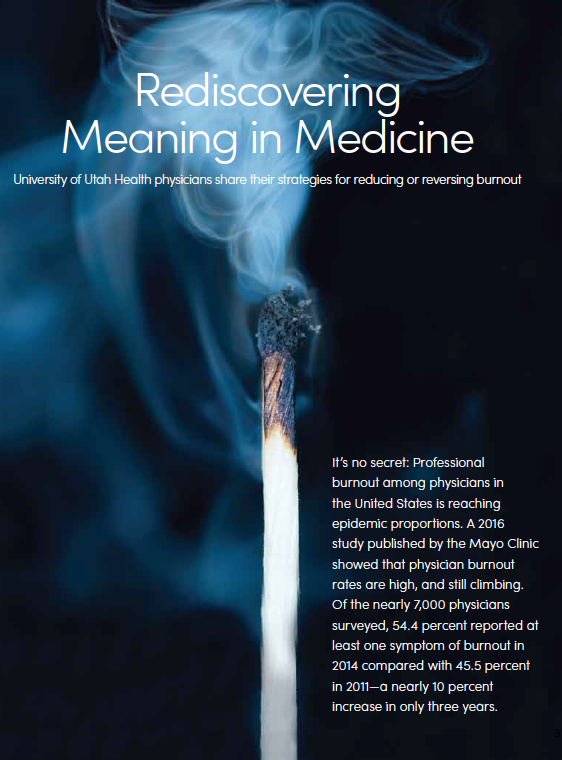 Rediscovering
Meaning in Medicine
University of Utah Health physicians share their strategies for reducing or reversing burnout
It's no secret: Professional
burnout among physicians in
the United States is reaching
epidemic proportions. A 2016
study published by the Mayo Clinic
showed that physician burnout
rates are high, and still climbing.
Of the nearly 7,000 physicians
surveyed, 54.4 percent reported at
least one symptom of burnout in
2014 compared with 45.5 percent
in 2011—a nearly 10 percent
increase in only three years.